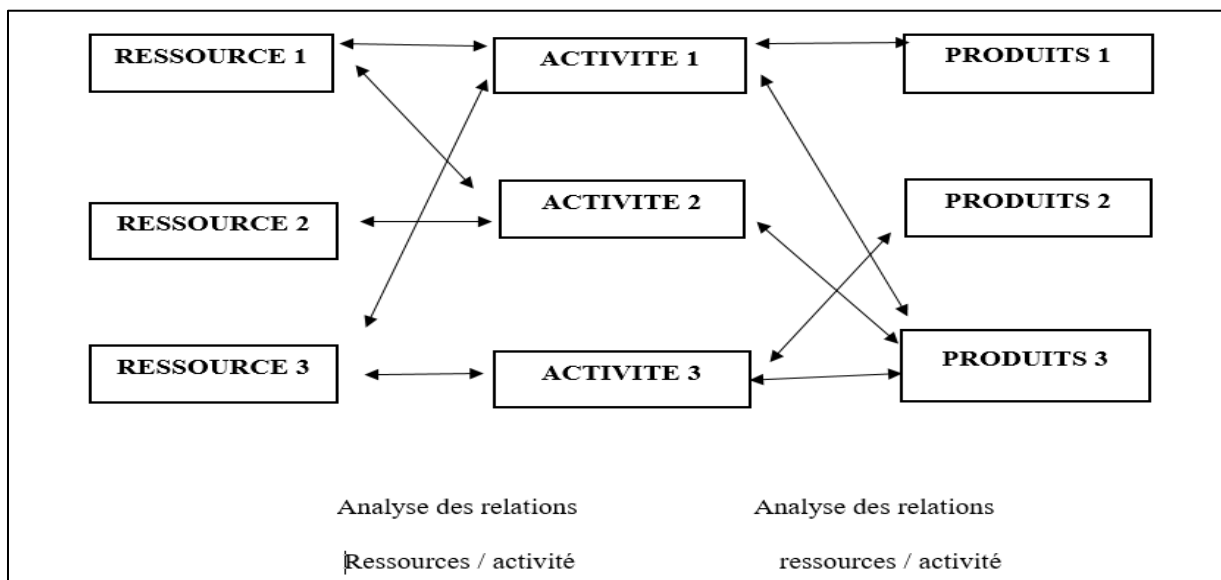 RESSOURCE 1
ACTIVITE 1
PRODUITS 1
RESSOURCE 2
ACTIVITE 2
PRODUITS 2
RESSOURCE 3
ACTIVITE 3
PRODUITS 3
Analyse des relations
Ressources / activité
Analyse des relations
ressources / activité